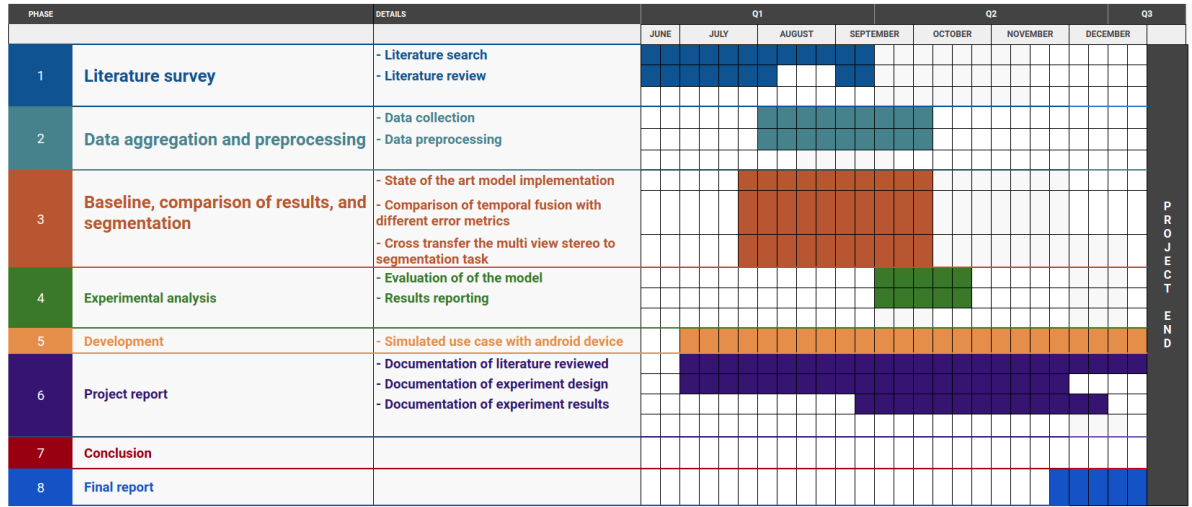 PHASE DETAILS Q1 Q2 Q3
JUNE JULY AUGUST SEPTEMBER OCTOBER NOVEMBER DECEMBER
1 Literature survey
- Literature search
- Literature review
2 Data aggregation and preprocessing
- Data collection
- Data preprocessing
3 Baseline, comparison of results, and
segmentation
- State of the art model implementation
- Comparison of temporal fusion with
different error metrics
- Cross transfer the multi view stereo to
segmentation task
4 Experimental analysis
- Evaluation of of the model
- Results reporting
5 Development
- Simulated use case with android device
6 Project report
- Documentation of literature reviewed
- Documentation of experiment design
- Documentation of experiment results
7 Conclusion
8 Final report
PROJECT END